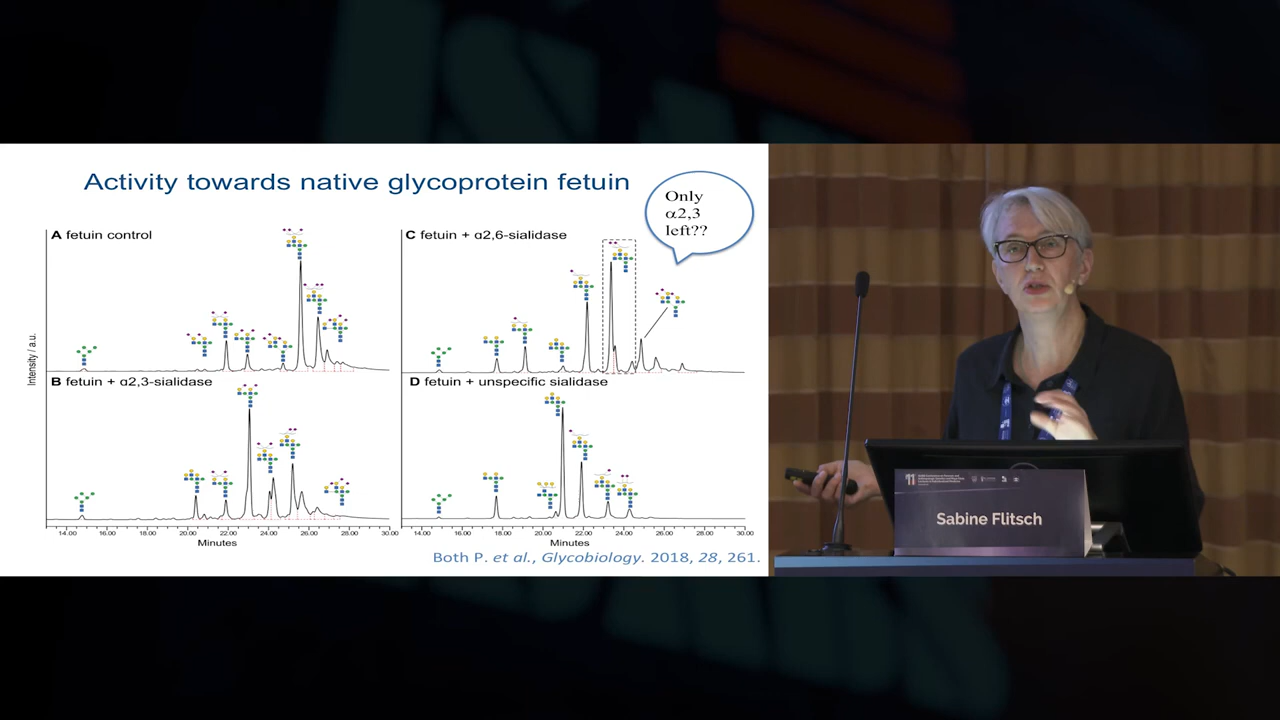 Activity towards native glycoprotein fetuin
Only
α2,3
left??
A fetuin control
C fetuin + α2,6-sialidase
Intensity / a.u.
B fetuin + α2,3-sialidase
D fetuin + unspecific sialidase
14.00 16.00 18.00 20.00 22.00 24.00 26.00 28.00 30.00
14.00 16.00 18.00 20.00 22.00 24.00 26.00 28.00 30.00
Minutes
Minutes
Both P. et al., Glycobiology. 2018, 28, 261.
11
Sabine Flitsch